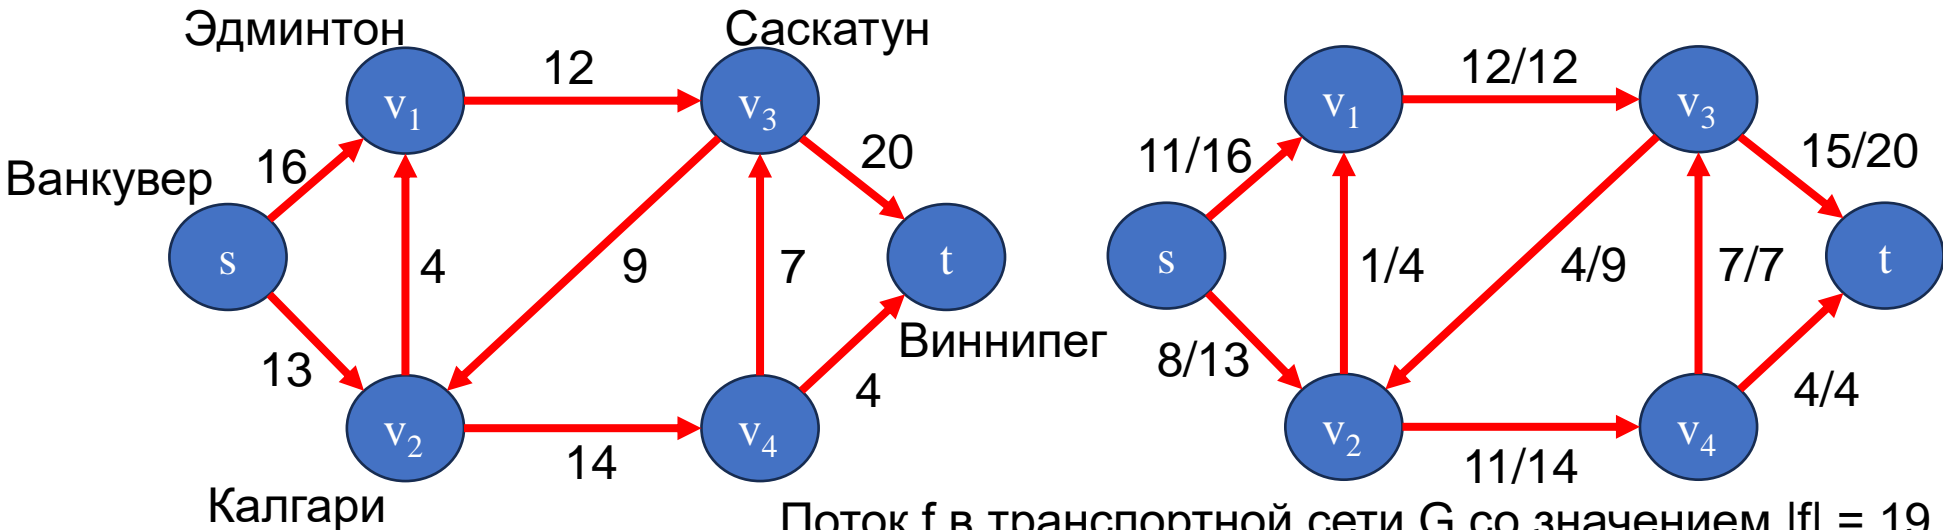 Эдминтон
Саскатун
12
12/12
v1
v3
v1
v3
16
20
11/16
15/20
Ванкувер
s
4
9
7
t
s
1/4
4/9
7/7
t
Виннипег
13
4
8/13
4/4
v2
v4
v2
v4
14
11/14
Калгари
Поток f в транспортной сети G со значением |f| = 19